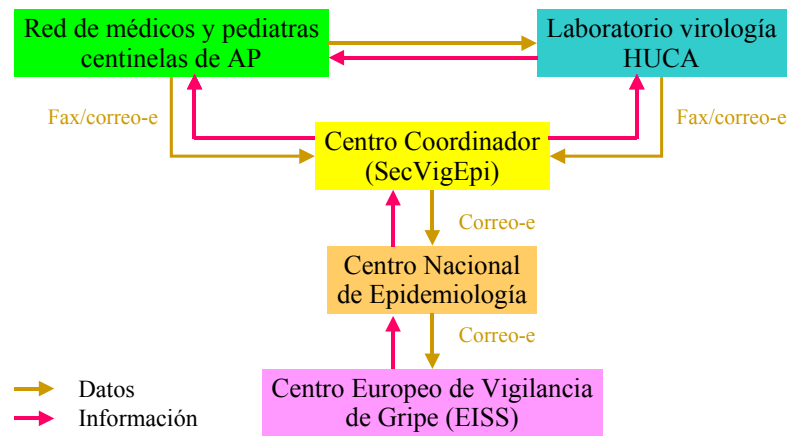 Red de médicos y pediatras
centinelas de AP
Laboratorio virología
HUCA
Fax/correo-e
Fax/correo-e
Centro Coordinador
(SecVigEpi)
Correo-e
Centro Nacional
de Epidemiología
Correo-e
Centro Europeo de Vigilancia
de Gripe (EISS)
Datos
Información